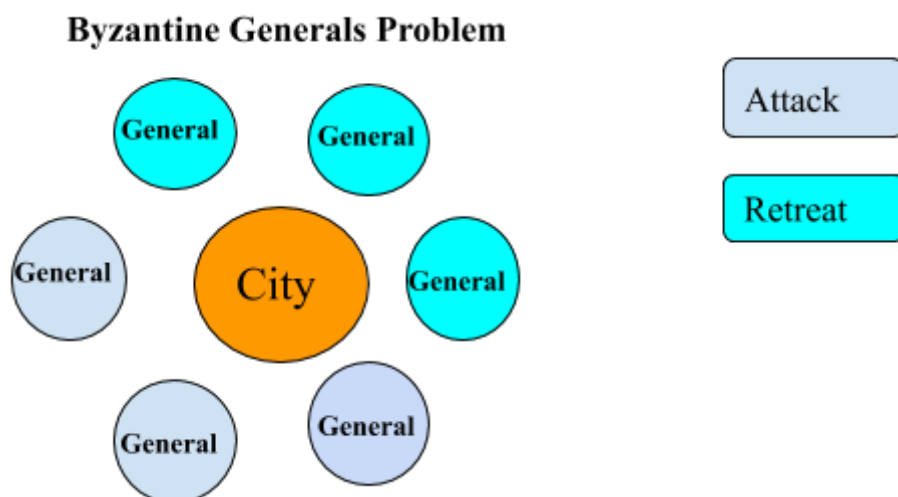 Byzantine Generals Problem
General
General
Attack
Retreat
General
City
General
General
General